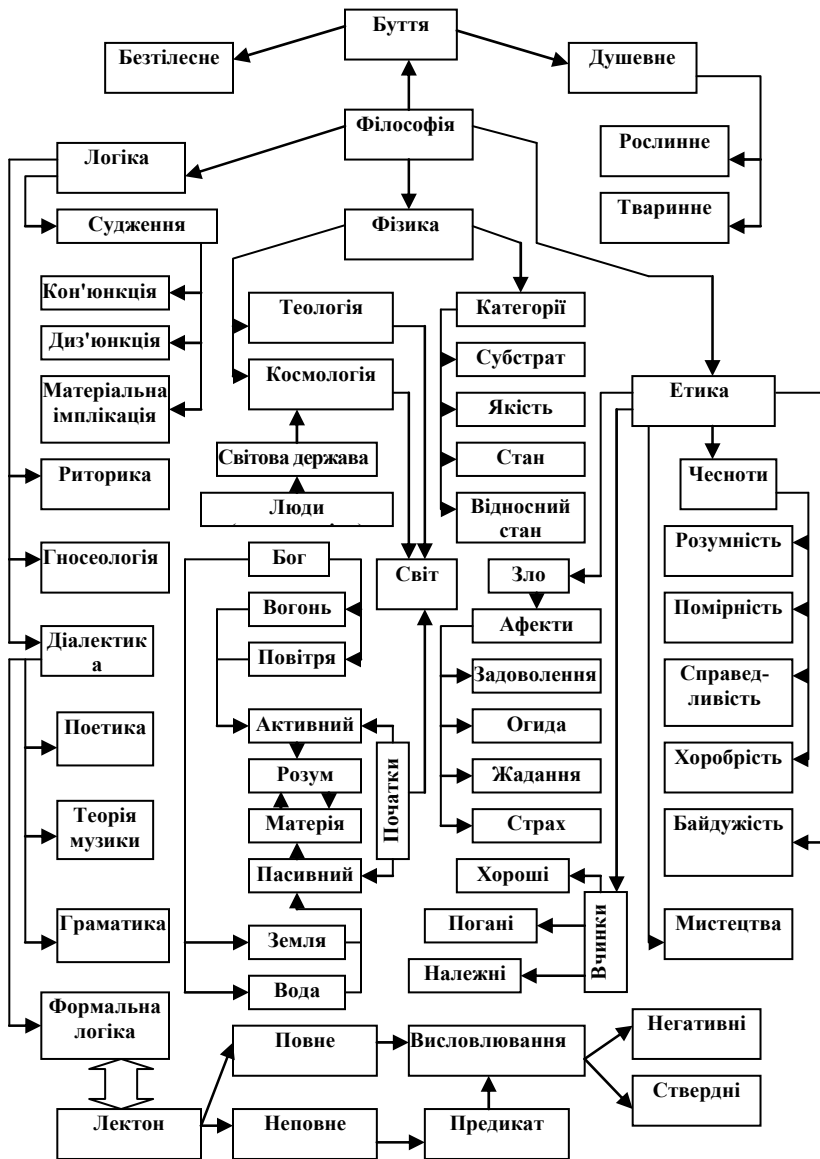 Буття
Безтілесне
Душевне
Філософія
Логіка
Рослинне
Тваринне
Судження
Фізика
Кон'юнкція
Диз'юнкція
Матеріальна
імплікація
Теологія
Космологія
Категорії
Субстрат
Якість
Стан
Відносний
стан
Етика
Чесноти
Світова держава
Люди
Риторика
Гносеологія
Діалектик
а
Бог
Вогонь
Повітря
Світ
Зло
Афекти
Розумність
Помірність
Справед-
ливість
Хоробрість
Байдужість
Мистецтва
Задоволення
Огида
Жадання
Страх
Поетика
Теорія
музики
Граматика
Активний
Розум
Матерія
Пасивний
Початки
Земля
Вода
Хороші
Погані
Належні
Вчинки
Формальна
логіка
Повне
Висловлювання
Негативні
Ствердні
Лектон
Неповне
Предикат